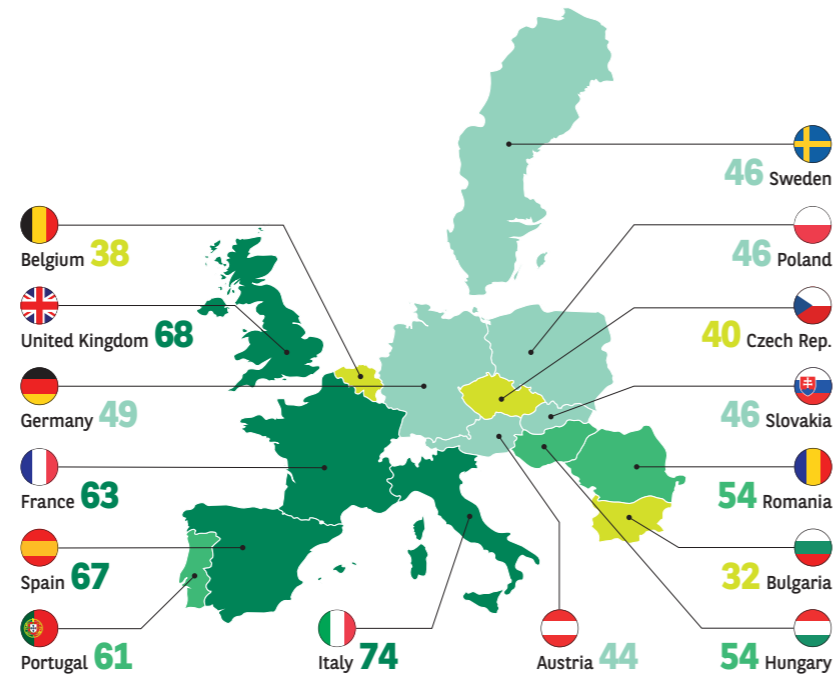 46 Sweden
Belgium 38
46 Poland
United Kingdom 68
40 Czech Rep.
Germany 49
46 Slovakia
France 63
54 Romania
Spain 67
32 Bulgaria
Portugal 61
Italy 74
Austria 44
54 Hungary